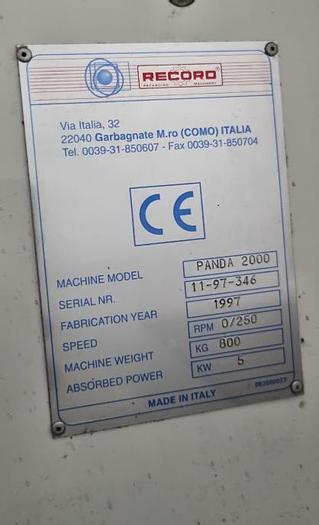 RECORD
PACKAGING MACHINERY
Via Italia, 32
22040 Garbagnate M.ro (COMO) ITALIA
Tel. 0039-31-850607 - Fax 0039-31-850704
CE
MACHINE MODEL PANDA 2000
SERIAL NR. 11-97-346
FABRICATION YEAR 1997
SPEED RPM 0/250
MACHINE WEIGHT KG 800
ABSORBED POWER KW 5
MADE IN ITALY